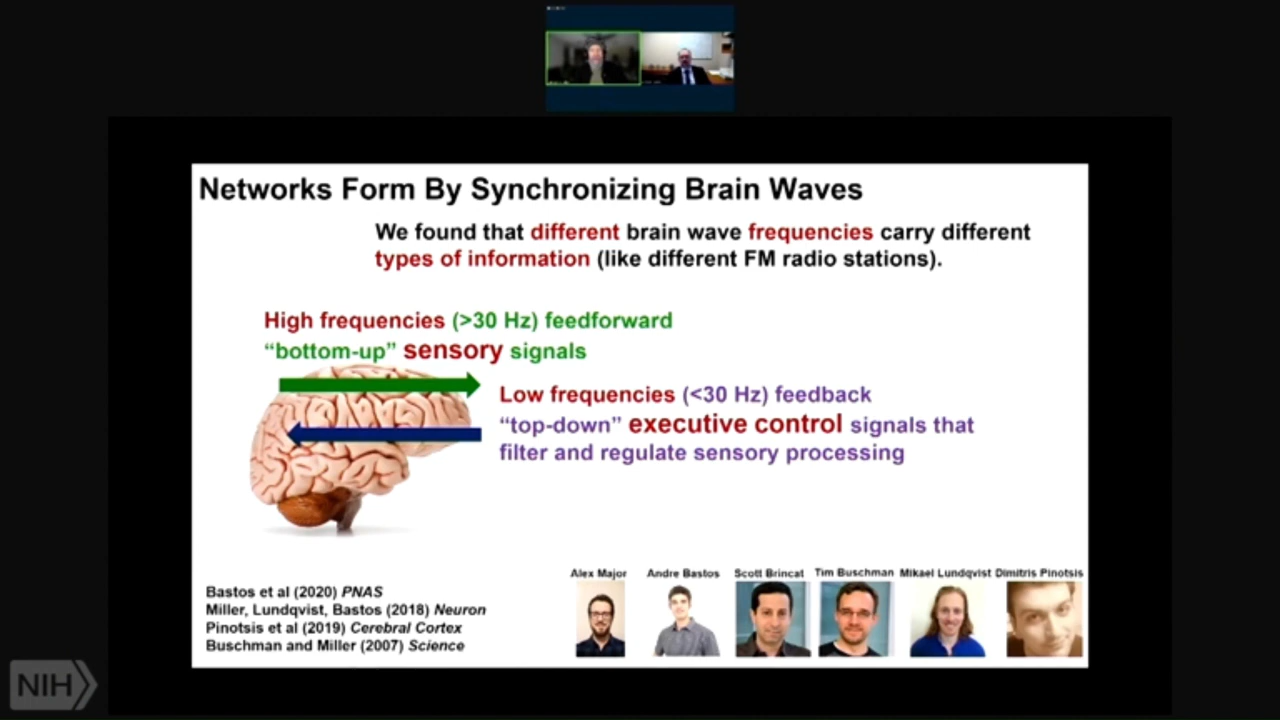 Networks Form By Synchronizing Brain Waves
We found that different brain wave frequencies carry different
types of information (like different FM radio stations).
High frequencies (>30 Hz) feedforward
“bottom-up” sensory signals
Low frequencies (<30 Hz) feedback
“top-down” executive control signals that
filter and regulate sensory processing
Bastos et al (2020) PNAS
Miller, Lundqvist, Bastos (2018) Neuron
Pinotsis et al (2019) Cerebral Cortex
Buschman and Miller (2007) Science
Alex Major Andre Bastos Scott Brincat Tim Buschman Mikael Lundqvist Dimitris Pinotsis
NIH